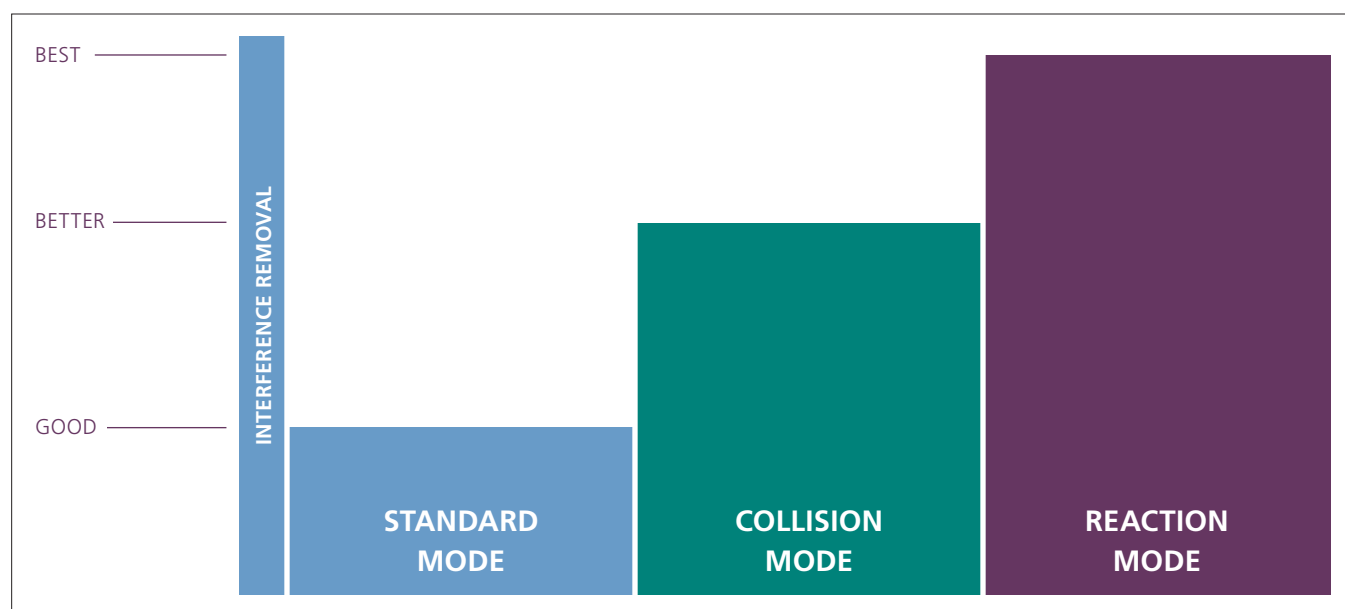 BEST
BETTER
GOOD
INTERFERENCE REMOVAL
STANDARD
MODE
COLLISION
MODE
REACTION
MODE